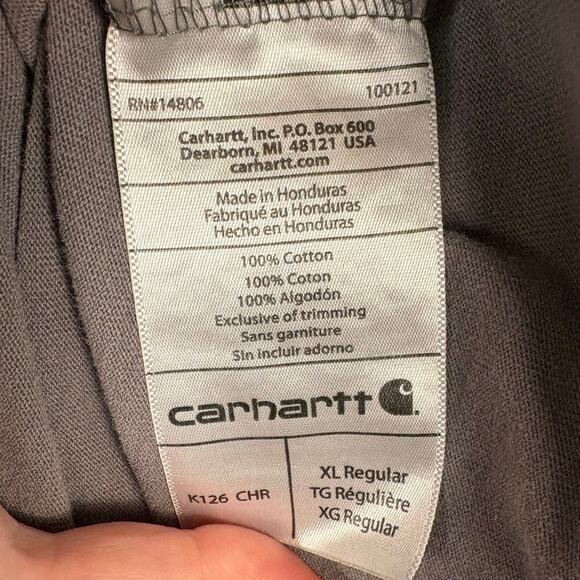 RN#14806 100121
Carhartt, Inc. P.O. Box 600
Dearborn, MI 48121 USA
carhartt.com
Made in Honduras
Fabriqué au Honduras
Hecho en Honduras
100% Cotton
100% Coton
100% Algodón
Exclusive of trimming
Sans garniture
Sin incluir adorno
carhartt
K126 CHR
XL Regular
TG Régulière
XG Regular